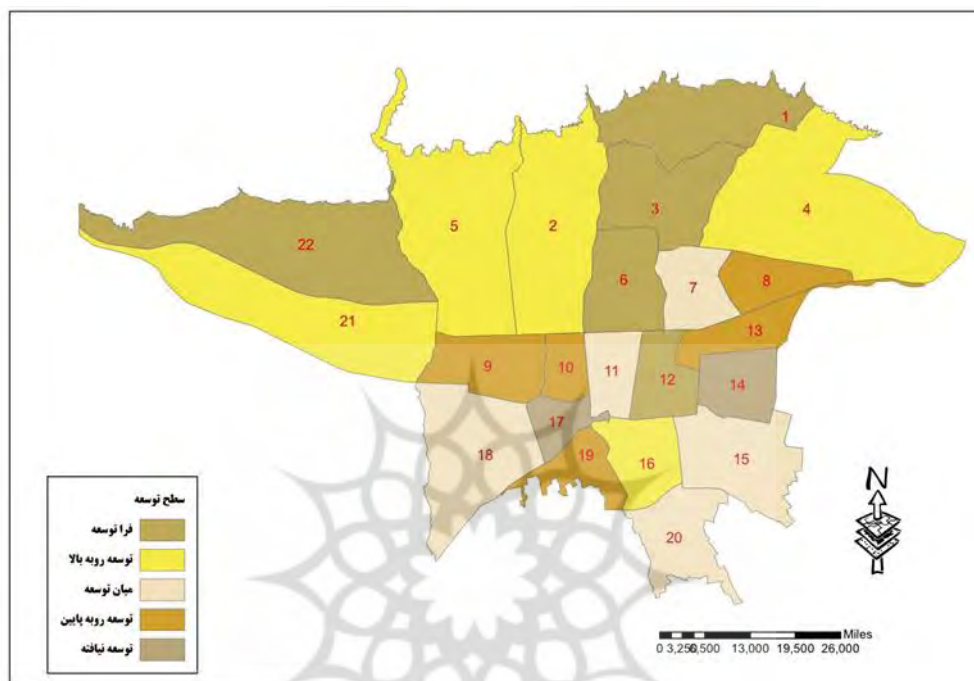 1
4
3
2
5
22
6
7
8
21
13
9
10
11
12
14
17
18
19
16
15
20
N
سطح توسعه
فرا توسعه
توسعه روبه بالا
میان توسعه
توسعه روبه پایین
توسعه نیافته
Miles
0 3,250 6,500 13,000 19,500 26,000